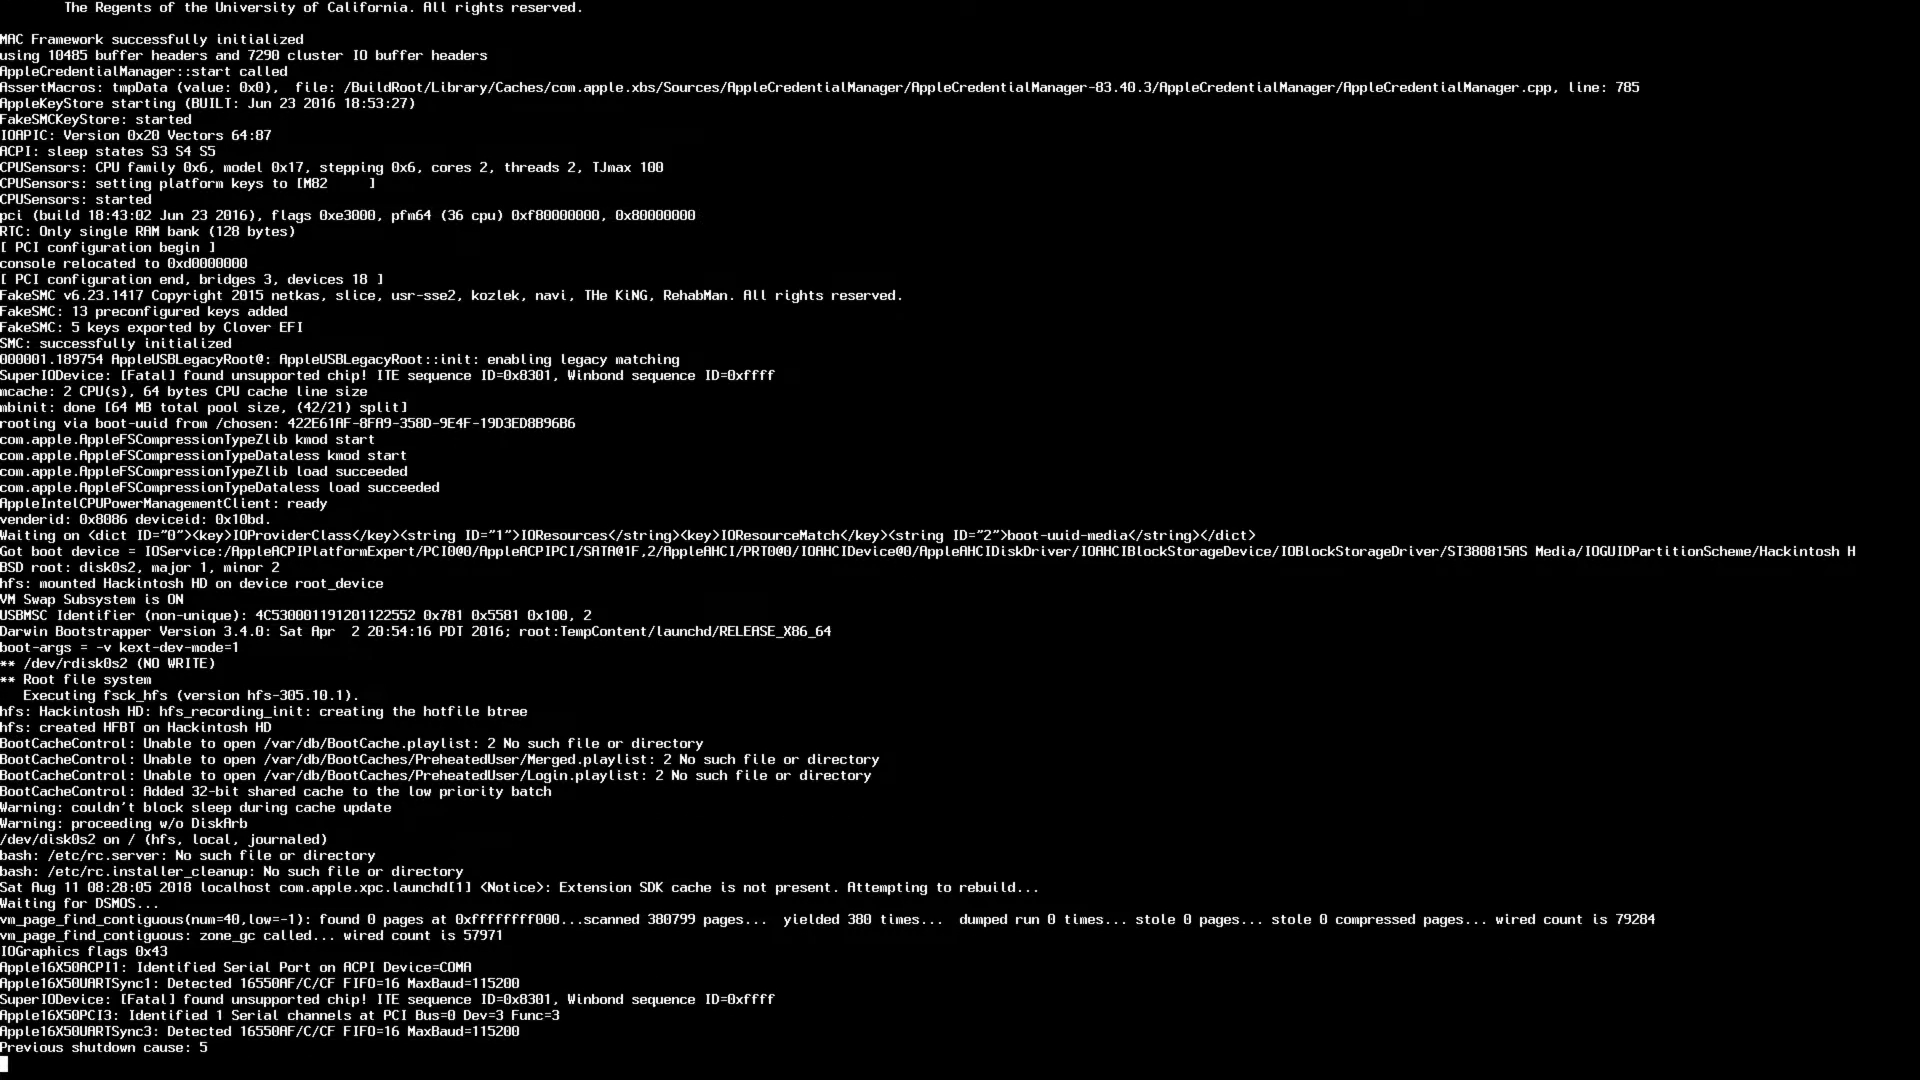 The Regents of the University of California. All rights reserved.
MAC Framework successfully initialized
using 10485 buffer headers and 7290 cluster IO buffer headers
AppleCredentialManager::start called
AssertMacros: tmpData (value: 0x0),  file: /BuildRoot/Library/Caches/com.apple.xbs/Sources/AppleCredentialManager/AppleCredentialManager-83.40.3/AppleCredentialManager/AppleCredentialManager.cpp, line: 785
AppleKeyStore starting (BUILT: Jun 23 2016 18:53:27)
FakeSMCKeyStore: started
IOAPIC: Version 0x20 Vectors 64:87
ACPI: sleep states S3 S4 S5
CPUSensors: CPU family 0x6, model 0x17, stepping 0x6, cores 2, threads 2, TJmax 100
CPUSensors: setting platform keys to [M82     ]
CPUSensors: started
pci (build 18:43:02 Jun 23 2016), flags 0xe3000, pfm64 (36 cpu) 0xf80000000, 0x80000000
RTC: Only single RAM bank (128 bytes)
[ PCI configuration begin ]
console relocated to 0xd0000000
[ PCI configuration end, bridges 3, devices 18 ]
FakeSMC v6.23.1417 Copyright 2015 netkas, slice, usr-sse2, kozlek, navi, THe KiNG, RehabMan. All rights reserved.
FakeSMC: 13 preconfigured keys added
FakeSMC: 5 keys exported by Clover EFI
SMC: successfully initialized
000001.189754 AppleUSBLegacyRoot@: AppleUSBLegacyRoot::init: enabling legacy matching
SuperIODevice: [Fatal] found unsupported chip! ITE sequence ID=0x8301, Winbond sequence ID=0xffff
mcache: 2 CPU(s), 64 bytes CPU cache line size
mbinit: done [64 MB total pool size, (42/21) split]
rooting via boot-uuid from /chosen: 422E61AF-8FA9-358D-9E4F-19D3ED8B96B6
com.apple.AppleFSCompressionTypeZlib kmod start
com.apple.AppleFSCompressionTypeDataless kmod start
com.apple.AppleFSCompressionTypeZlib load succeeded
com.apple.AppleFSCompressionTypeDataless load succeeded
AppleIntelCPUPowerManagementClient: ready
venderid: 0x8086 deviceid: 0x10bd.
Waiting on <dict ID="0"><key>IOProviderClass</key><string ID="1">IOResources</string><key>IOResourceMatch</key><string ID="2">boot-uuid-media</string></dict>
Got boot device = IOService:/AppleACPIPlatformExpert/PCI0@0/AppleACPIPCI/SATA@1F,2/AppleAHCI/PRT0@0/IOAHCIDevice@0/AppleAHCIDiskDriver/IOAHCIBlockStorageDevice/IOBlockStorageDriver/ST380815AS Media/IOGUIDPartitionScheme/Hackintosh H
BSD root: disk0s2, major 1, minor 2
hfs: mounted Hackintosh HD on device root_device
VM Swap Subsystem is ON
USBMSC Identifier (non-unique): 4C530001191201122552 0x781 0x5581 0x100, 2
Darwin Bootstrapper Version 3.4.0: Sat Apr  2 20:54:16 PDT 2016; root:TempContent/launchd/RELEASE_X86_64
boot-args = -v kext-dev-mode=1
** /dev/rdisk0s2 (NO WRITE)
** Root file system
Executing fsck_hfs (version hfs-305.10.1).
hfs: Hackintosh HD: hfs_recording_init: creating the hotfile btree
hfs: created HFBT on Hackintosh HD
BootCacheControl: Unable to open /var/db/BootCache.playlist: 2 No such file or directory
BootCacheControl: Unable to open /var/db/BootCaches/PreheatedUser/Merged.playlist: 2 No such file or directory
BootCacheControl: Unable to open /var/db/BootCaches/PreheatedUser/Login.playlist: 2 No such file or directory
BootCacheControl: Added 32-bit shared cache to the low priority batch
Warning: couldn't block sleep during cache update
Warning: proceeding w/o DiskArb
/dev/disk0s2 on / (hfs, local, journaled)
bash: /etc/rc.server: No such file or directory
bash: /etc/rc.installer_cleanup: No such file or directory
Sat Aug 11 08:28:05 2018 localhost com.apple.xpc.launchd[1] <Notice>: Extension SDK cache is not present. Attempting to rebuild...
Waiting for DSMOS...
vm_page_find_contiguous(num=40,low=-1): found 0 pages at 0xffffffff000...scanned 380799 pages...  yielded 380 times...  dumped run 0 times... stole 0 pages... stole 0 compressed pages... wired count is 79284
vm_page_find_contiguous: zone_gc called... wired count is 57971
IOGraphics flags 0x43
Apple16X50ACPI1: Identified Serial Port on ACPI Device=COMA
Apple16X50UARTSync1: Detected 16550AF/C/CF FIFO=16 MaxBaud=115200
SuperIODevice: [Fatal] found unsupported chip! ITE sequence ID=0x8301, Winbond sequence ID=0xffff
Apple16X50PCI3: Identified 1 Serial channels at PCI Bus=0 Dev=3 Func=3
Apple16X50UARTSync3: Detected 16550AF/C/CF FIFO=16 MaxBaud=115200
Previous shutdown cause: 5